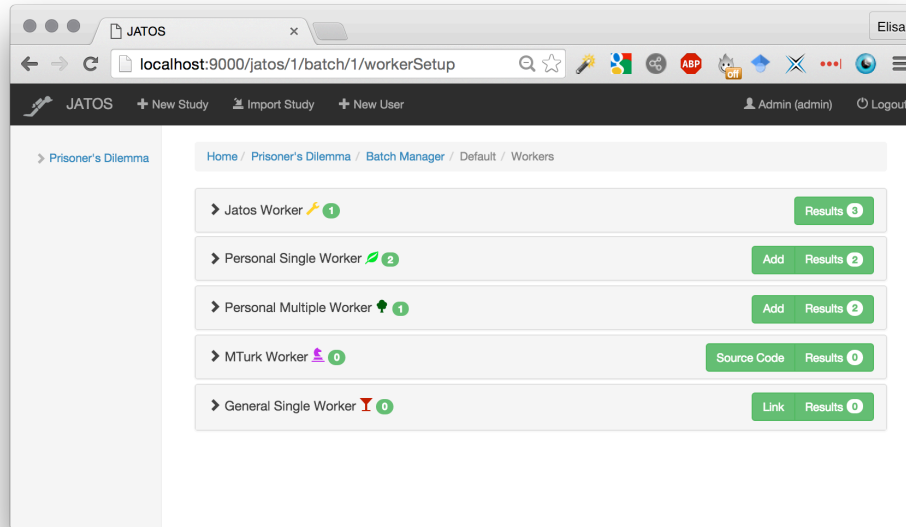 JATOS
Elisa
localhost:9000/jatos/1/batch/1/workerSetup
ABP
off
JATOS New Study Import Study New User Admin (admin) Logout
Prisoner's Dilemma
Home / Prisoner's Dilemma / Batch Manager / Default / Workers
Jatos Worker 1 Results 3
Personal Single Worker 2 Add Results 2
Personal Multiple Worker 1 Add Results 2
MTurk Worker 0 Source Code Results 0
General Single Worker 0 Link Results 0